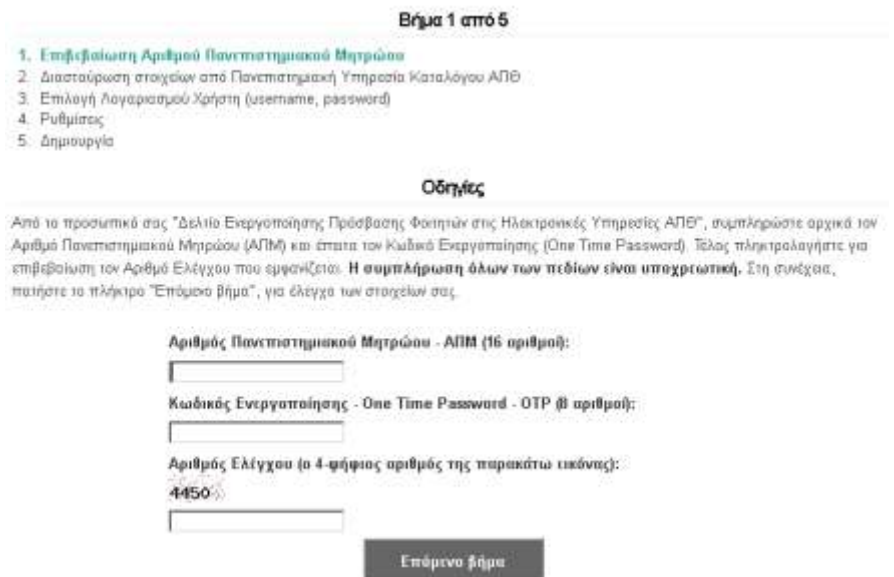 Βήμα 1 από 5
1. Επιβεβαίωση Αριθμού Πανεπιστημιακού Μητρώου
2. Διασταύρωση στοιχείων από Πανεπιστημιακή Υπηρεσία Καταλόγου ΑΠΘ
3. Επιλογή Λογαριασμού Χρήστη (username, password)
4. Ρυθμίσεις
5. Δημιουργία
Οδηγίες
Από το προσωπικό σας "Δελτίο Ενεργοποίησης Πρόσβασης Φοιτητών στις Ηλεκτρονικές Υπηρεσίες ΑΠΘ", συμπληρώστε αρχικά τον
Αριθμό Πανεπιστημιακού Μητρώου (ΑΠΜ) και έπειτα τον Κωδικό Ενεργοποίησης (One Time Password). Τέλος πληκτρολογήστε για
επιβεβαίωση τον Αριθμό Ελέγχου που εμφανίζεται. Η συμπλήρωση όλων των πεδίων είναι υποχρεωτική. Στη συνέχεια,
πατήστε το πλήκτρο "Επόμενο βήμα", για έλεγχο των στοιχείων σας.
Αριθμός Πανεπιστημιακού Μητρώου - ΑΠΜ (16 αριθμοί):
Κωδικός Ενεργοποίησης - One Time Password - OTP (8 αριθμοί):
Αριθμός Ελέγχου (ο 4-ψήφιος αριθμός της παρακάτω εικόνας):
4450
Επόμενο βήμα